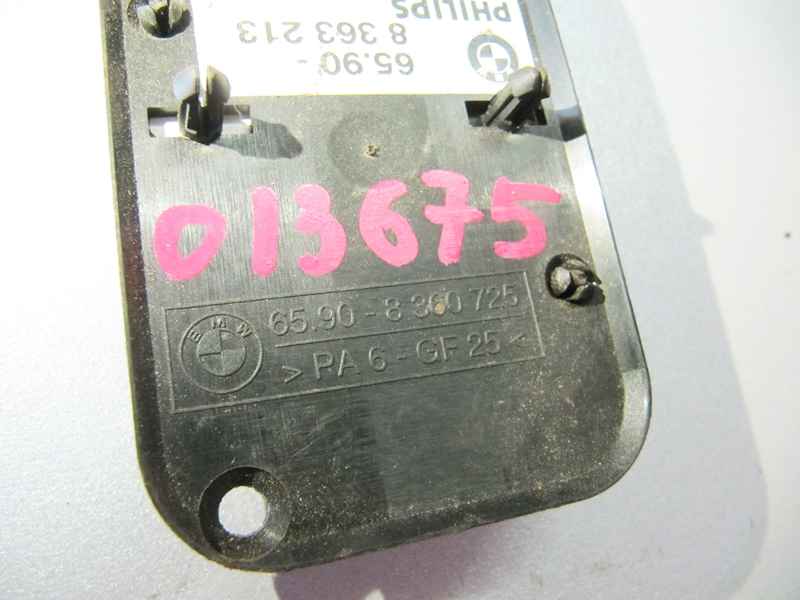 PHILIPS
8 363 213
65.90 -
013675
BMW
65.90 - 8 360 725
> PA 6 - GF 25 <